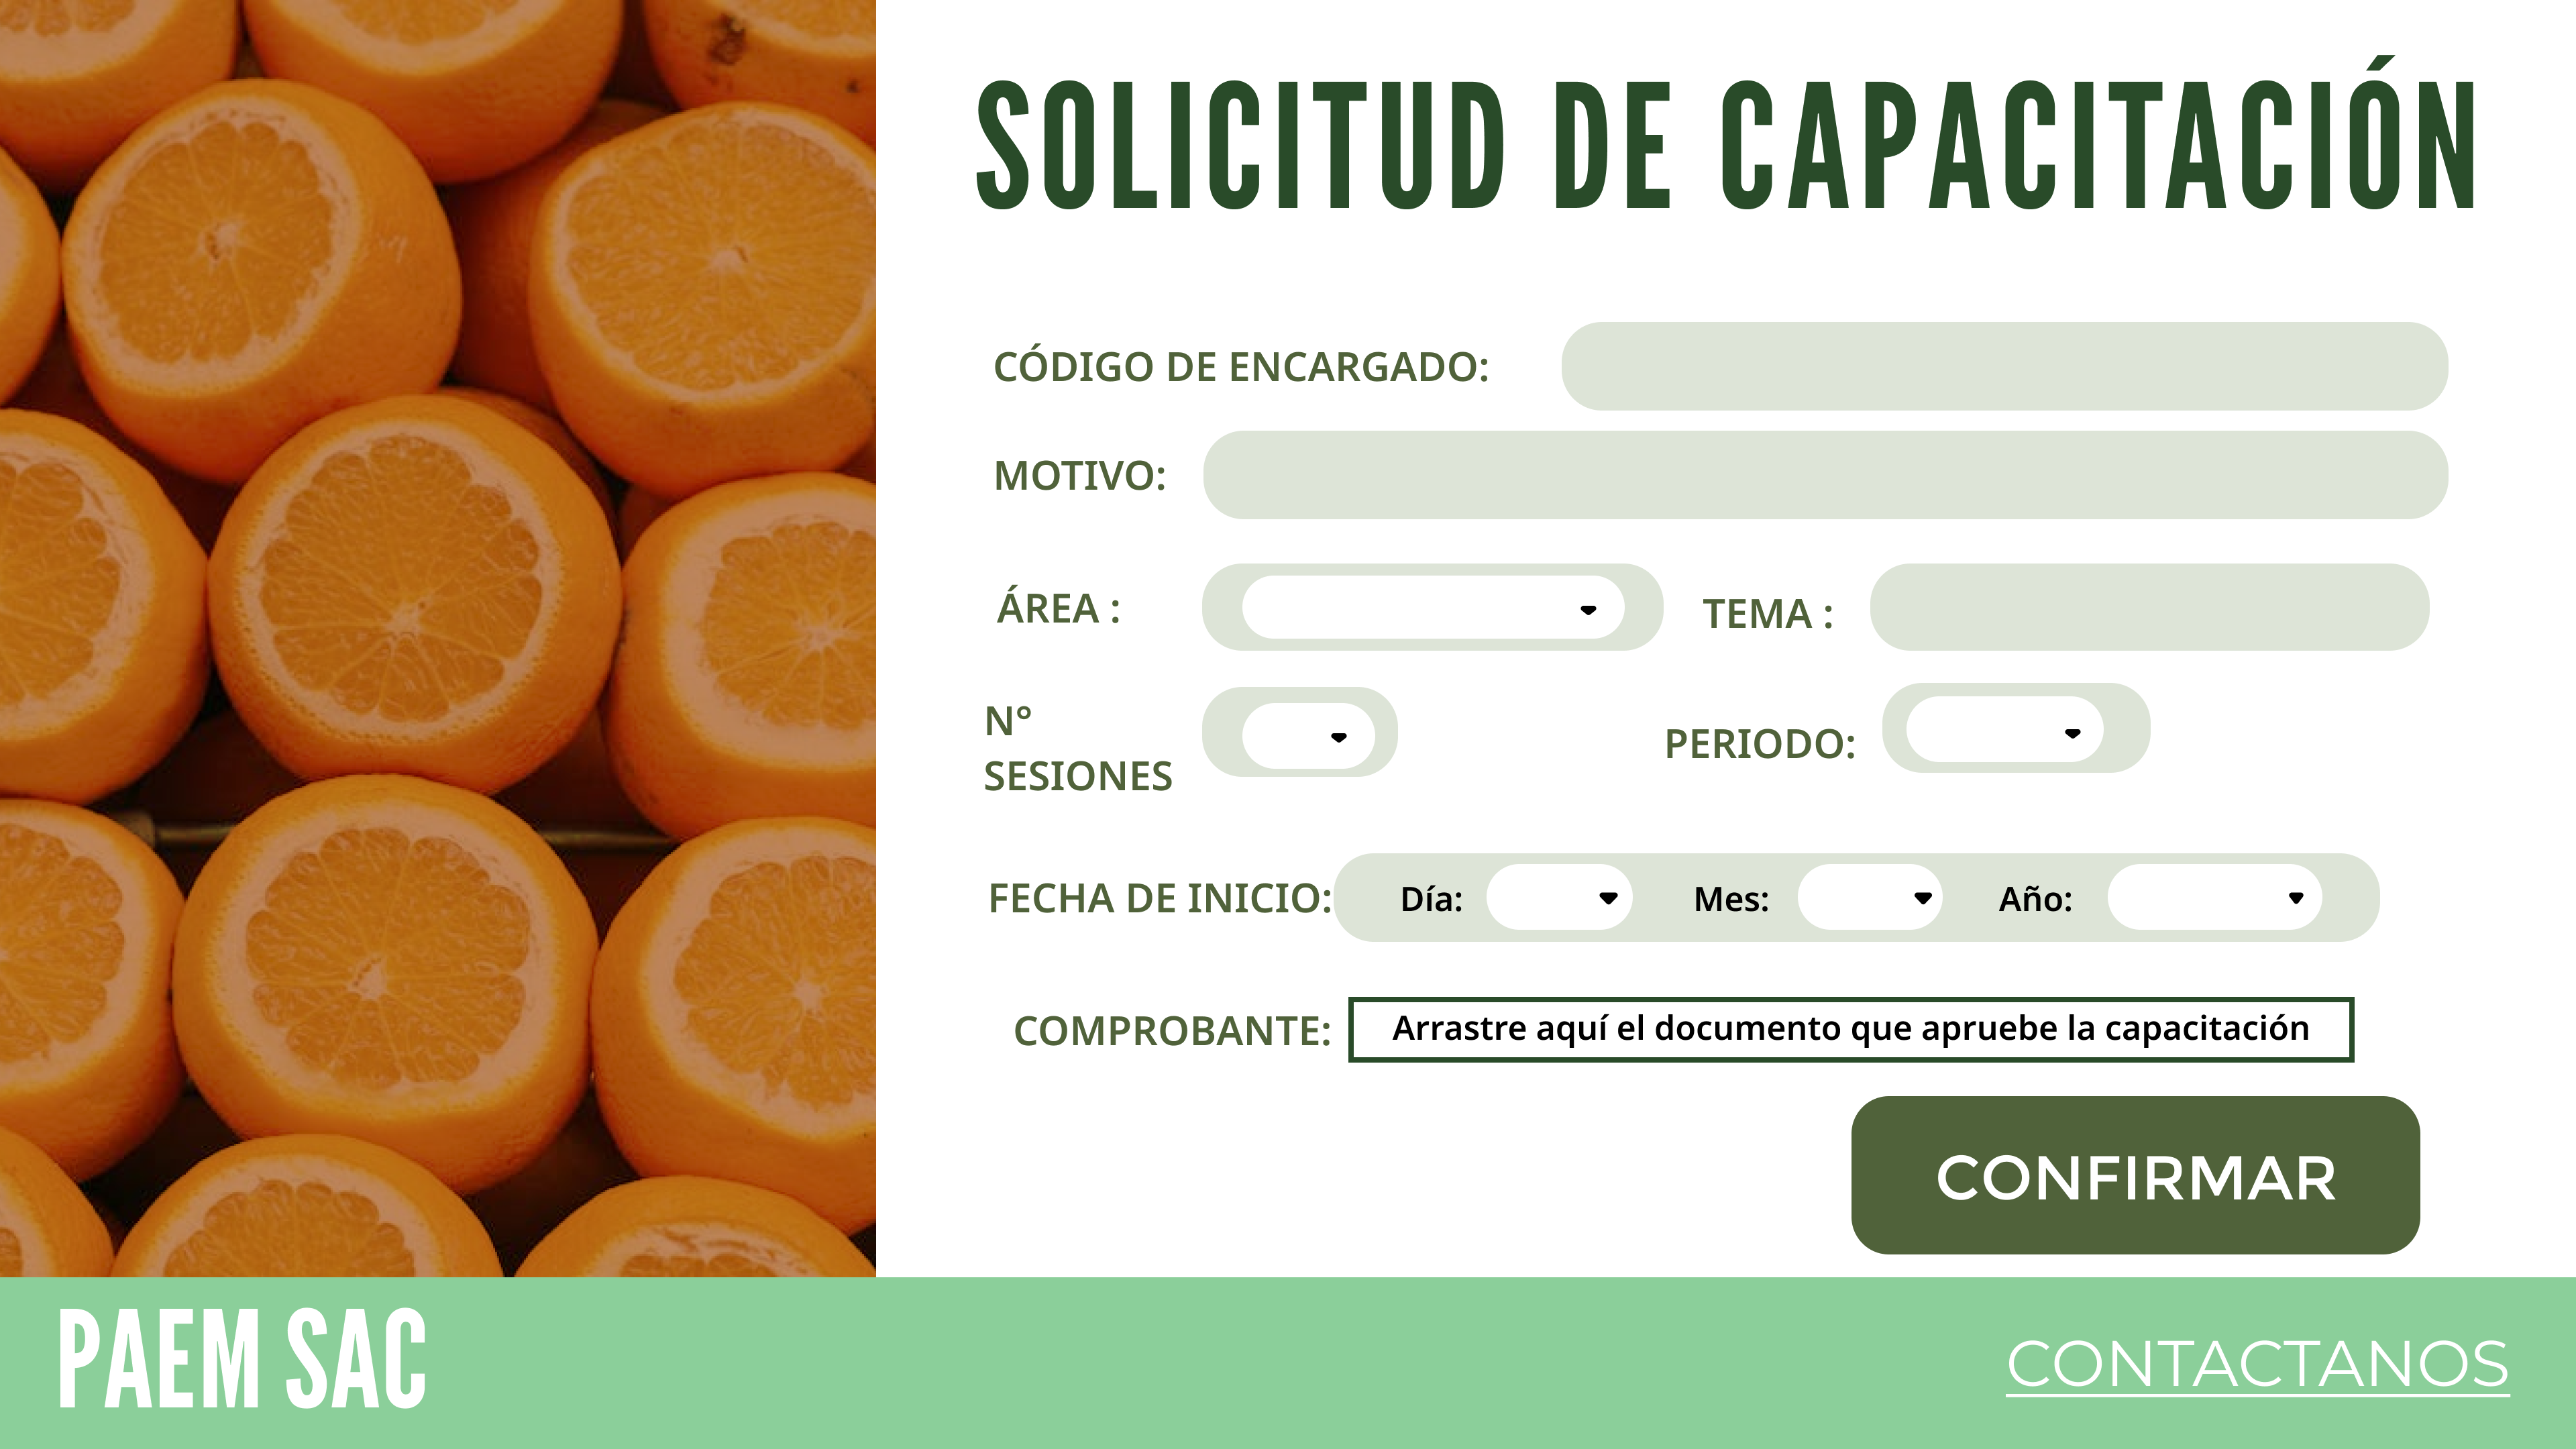 SOLICITUD DE CAPACITACIÓN
CÓDIGO DE ENCARGADO:
MOTIVO:
ÁREA :
TEMA :
N°
SESIONES
PERIODO:
FECHA DE INICIO: Día: Mes: Año:
COMPROBANTE: Arrastre aquí el documento que apruebe la capacitación
CONFIRMAR
PAEM SAC
CONTACTANOS